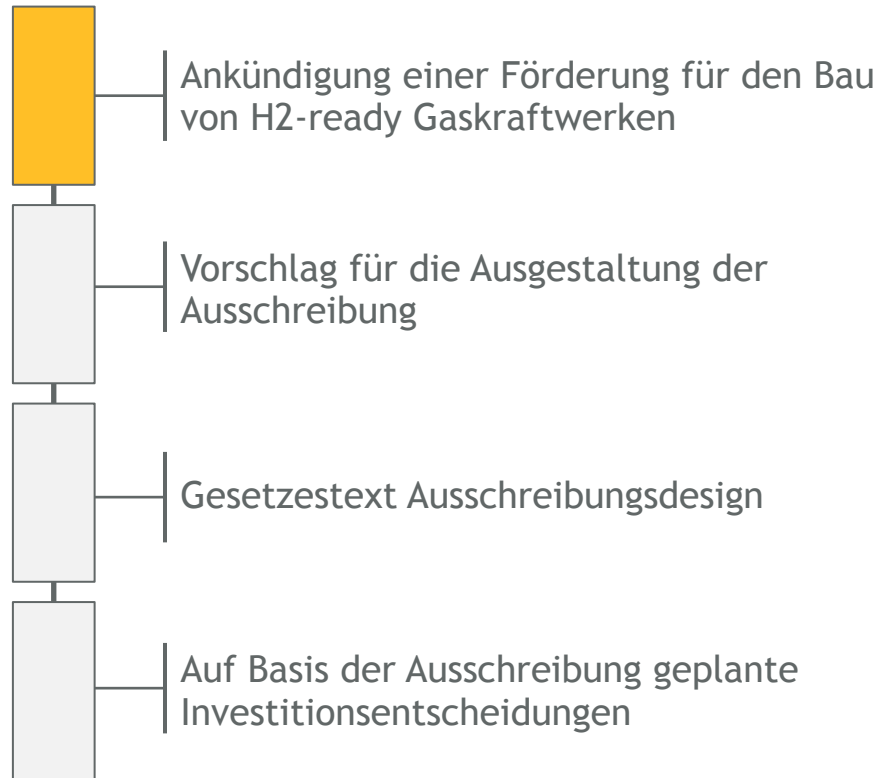 Ankündigung einer Förderung für den Bau
von H2-ready Gaskraftwerken
Vorschlag für die Ausgestaltung der
Ausschreibung
Gesetzestext Ausschreibungsdesign
Auf Basis der Ausschreibung geplante
Investitionsentscheidungen